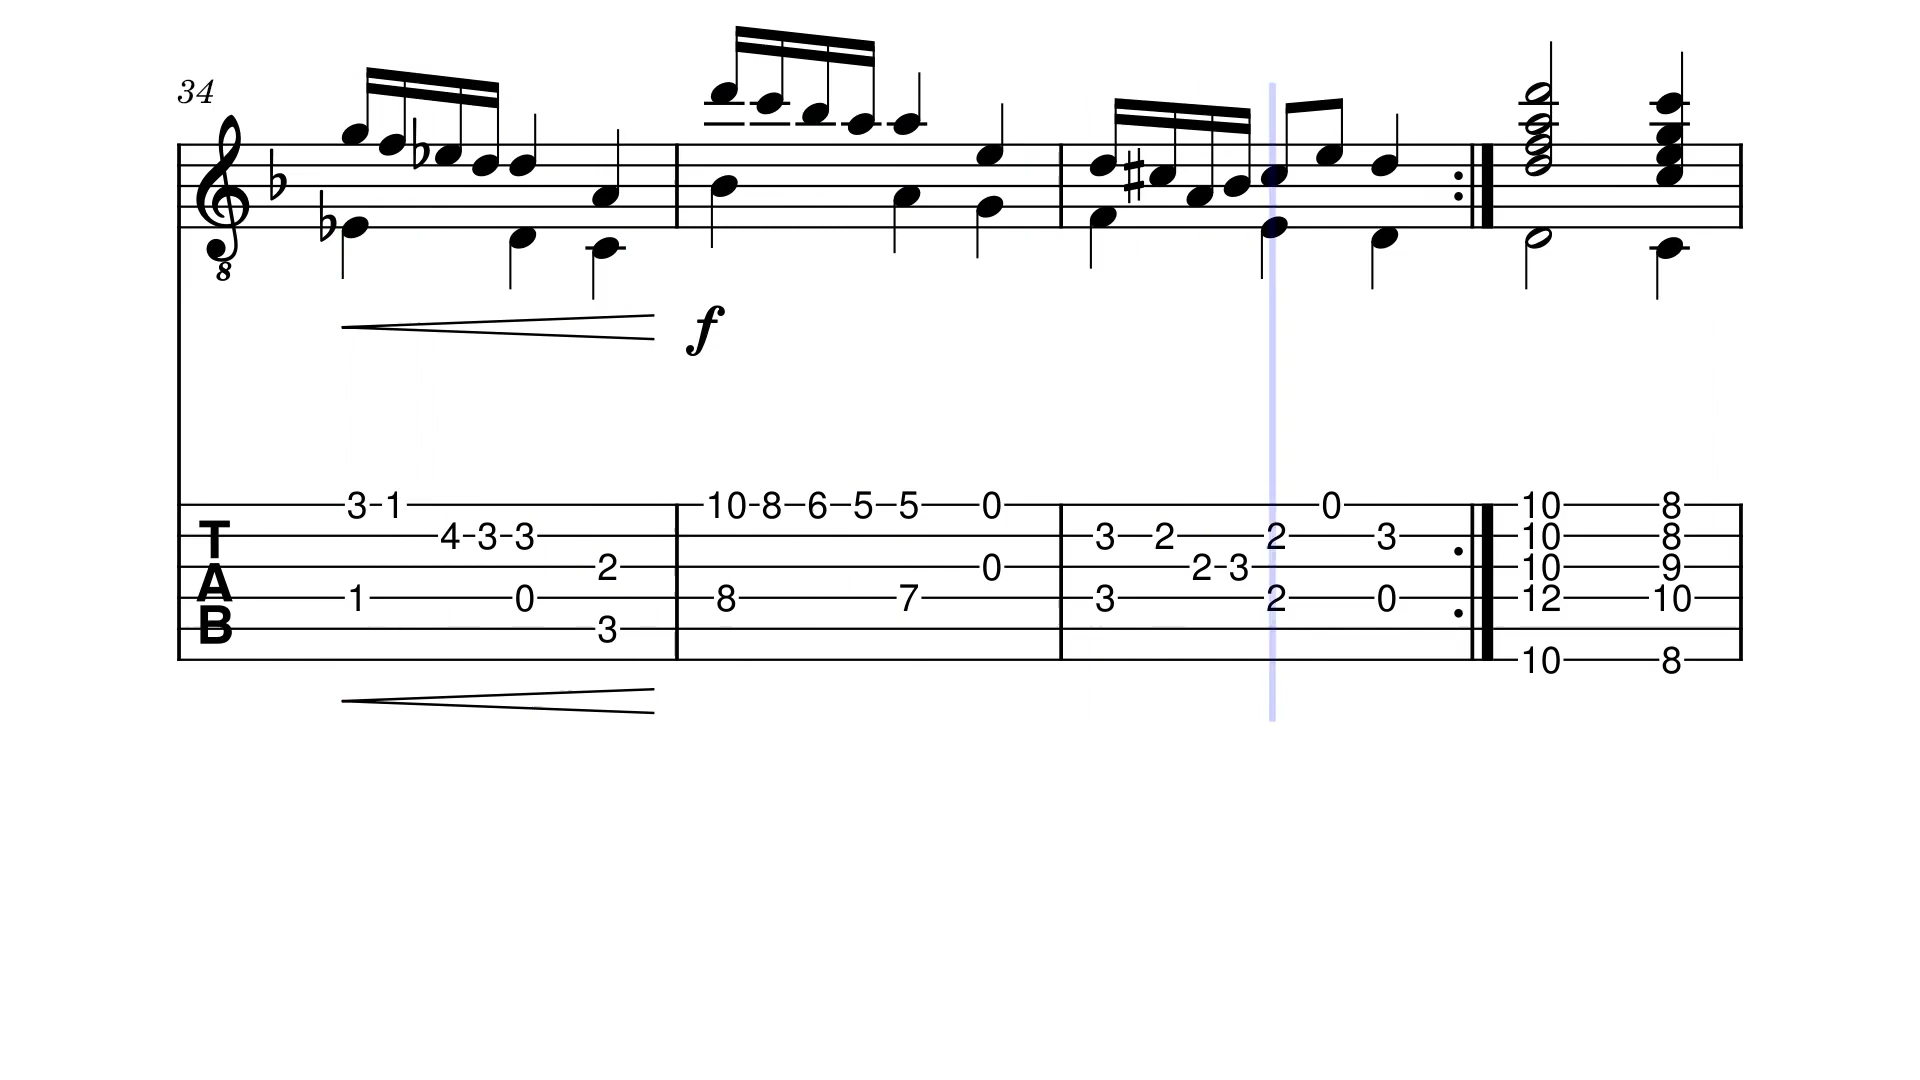 34
8
f
3 1 10 8 6 5 5 0 0 10 8
T 4 3 3 3 2 2 3 10 8
2 0 2 3 10 9
A 1 0 8 7 3 2 0 12 10
B 3
10 8